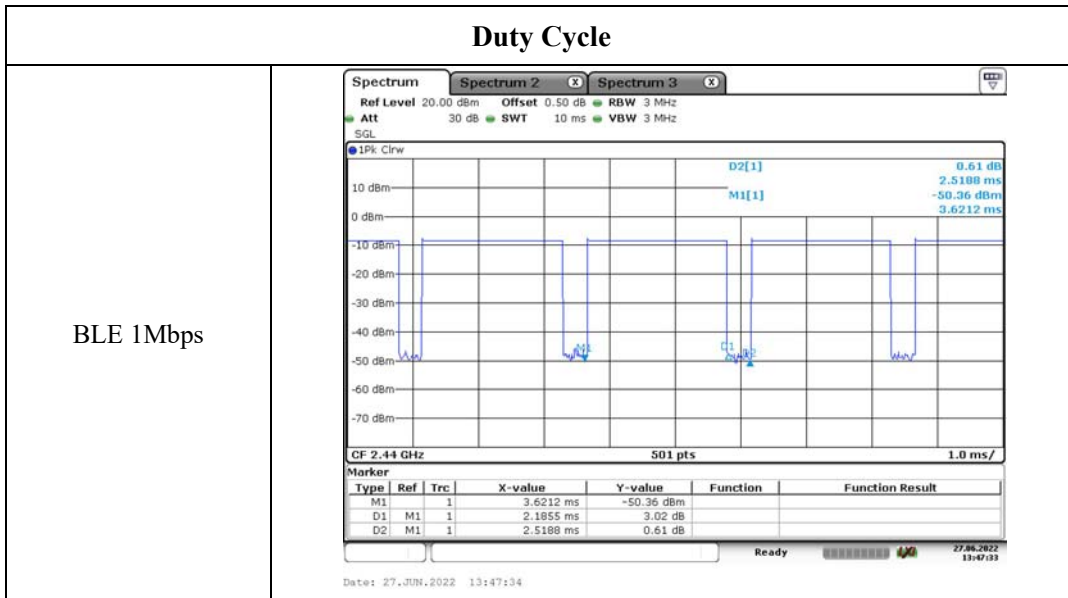 Duty Cycle
BLE 1Mbps
Spectrum Spectrum 2 X Spectrum 3 X
Ref Level 20.00 dBm Offset 0.50 dB RBW 3 MHz
Att 30 dB SWT 10 ms VBW 3 MHz
SGL
1Pk Clrw
D2[1] 0.61 dB
2.5188 ms
10 dBm
M1[1] -50.36 dBm
3.6212 ms
0 dBm
-10 dBm
-20 dBm
-30 dBm
-40 dBm
M1 D1 D2
-50 dBm
-60 dBm
-70 dBm
CF 2.44 GHz 501 pts 1.0 ms/
Marker
Type Ref Trc X-value Y-value Function Function Result
M1 1 3.6212 ms -50.36 dBm
D1 M1 1 2.1855 ms 3.02 dB
D2 M1 1 2.5188 ms 0.61 dB
Ready 27.06.2022
13:47:33
Date: 27.JUN.2022 13:47:34